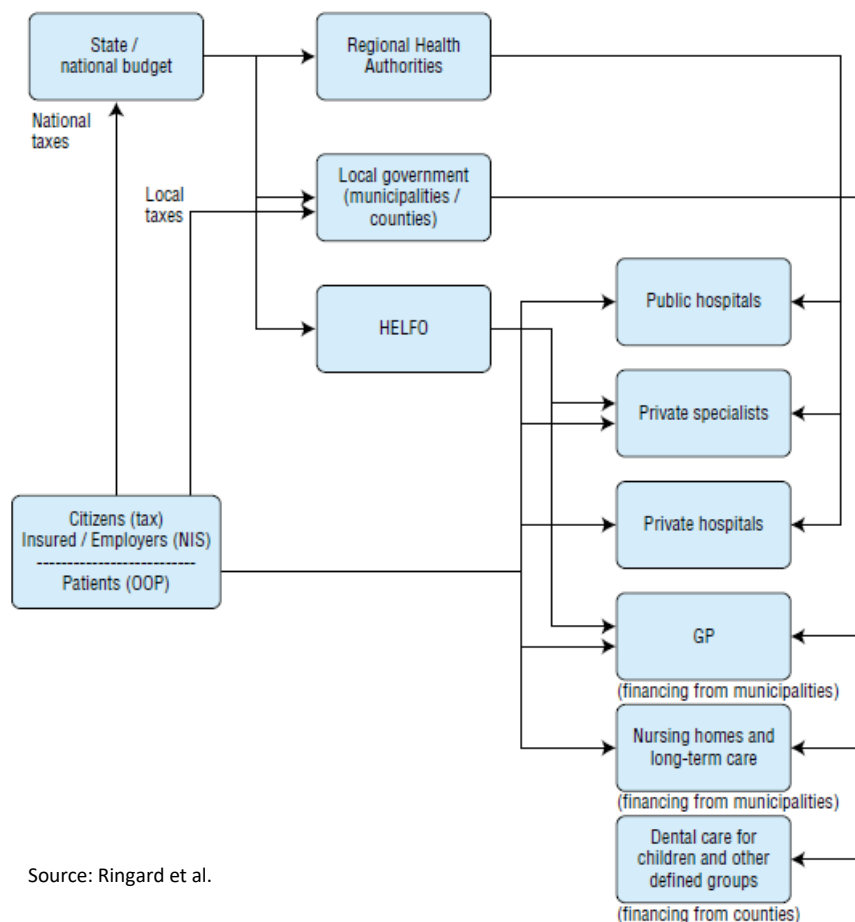 State /
national budget
Regional Health
Authorities
National
taxes
Local
taxes
Local government
(municipalities /
counties)
HELFO
Public hospitals
Private specialists
Private hospitals
Citizens (tax)
Insured / Employers (NIS)
---------------------------
Patients (OOP)
GP
(financing from municipalities)
Nursing homes and
long-term care
(financing from municipalities)
Dental care for
children and other
defined groups
(financing from counties)
Source: Ringard et al.